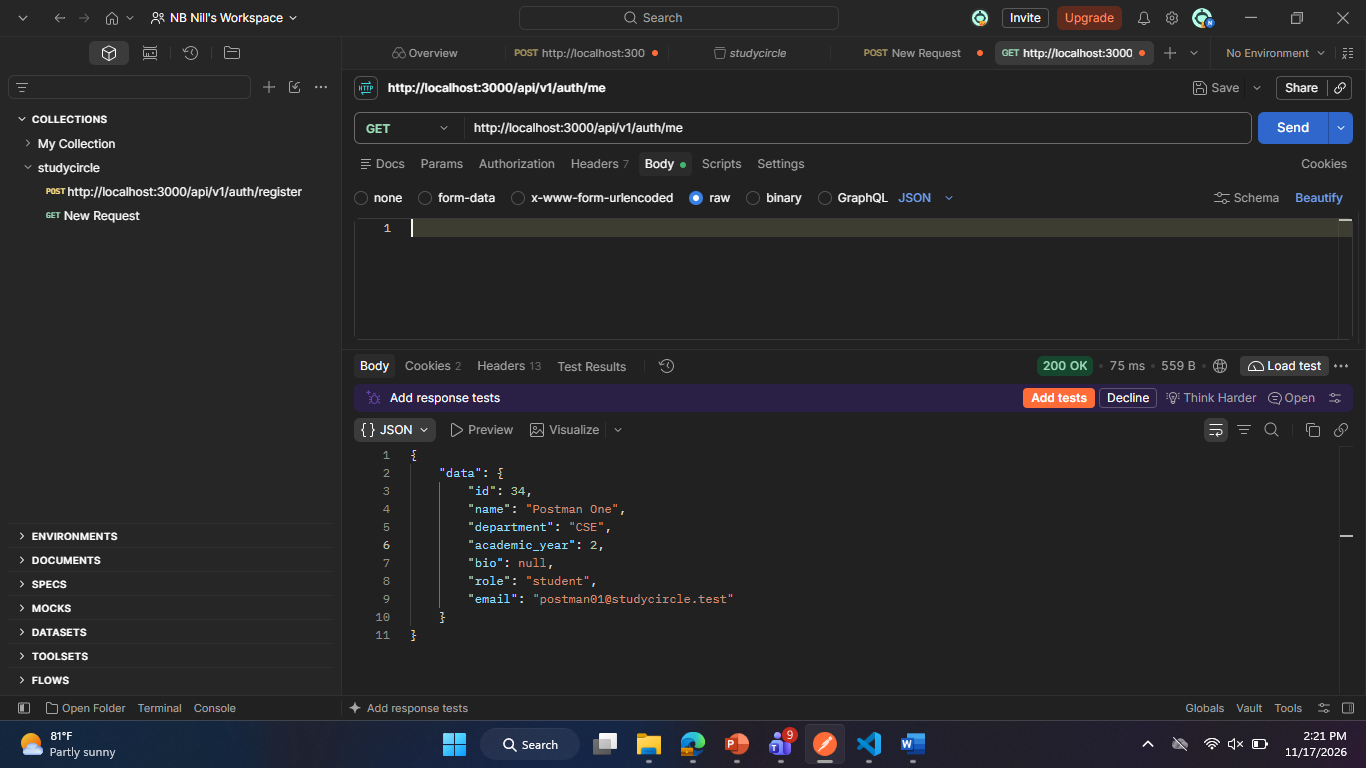 NB Nill's Workspace
Search
Invite
Upgrade
Overview
POST http://localhost:300
studycircle
POST New Request
GET http://localhost:3000
No Environment
HTTP
http://localhost:3000/api/v1/auth/me
Save
Share
COLLECTIONS
My Collection
studycircle
POST http://localhost:3000/api/v1/auth/register
GET New Request
GET
http://localhost:3000/api/v1/auth/me
Send
Docs
Params
Authorization
Headers 7
Body
Scripts
Settings
Cookies
none
form-data
x-www-form-urlencoded
raw
binary
GraphQL
JSON
Schema
Beautify
1
Body
Cookies 2
Headers 13
Test Results
200 OK
75 ms
559 B
Load test
Add response tests
Add tests
Decline
Think Harder
Open
{} JSON
Preview
Visualize
1 {
2 "data": {
3 "id": 34,
4 "name": "Postman One",
5 "department": "CSE",
6 "academic_year": 2,
7 "bio": null,
8 "role": "student",
9 "email": "postman01@studycircle.test"
10 }
11 }
ENVIRONMENTS
DOCUMENTS
SPECS
MOCKS
DATASETS
TOOLSETS
FLOWS
Open Folder
Terminal
Console
Add response tests
Globals
Vault
Tools
81°F
Partly sunny
Search
9
2:21 PM
11/17/2026